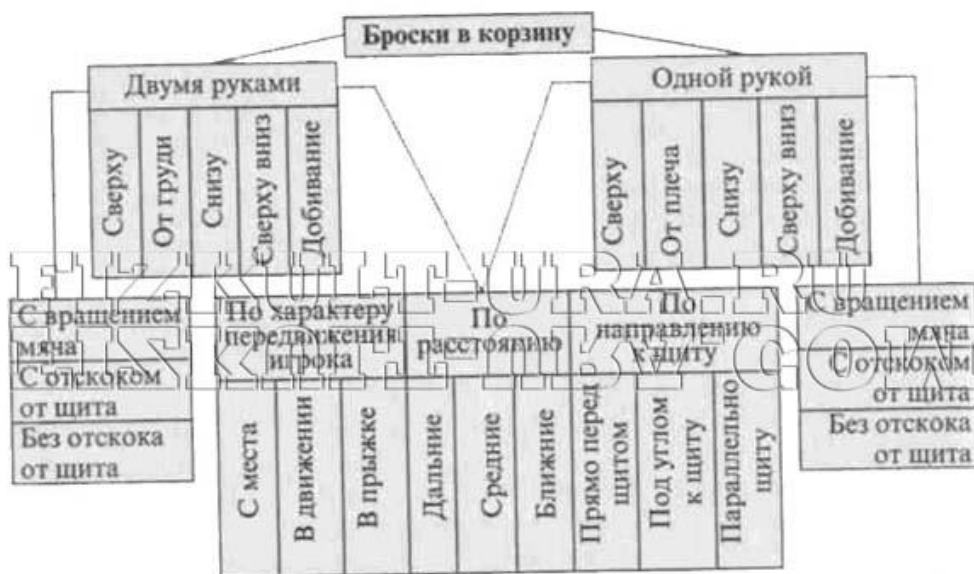 Броски в корзину
Двумя руками
Сверху
От груди
Снизу
Сверху вниз
Добивание
Одной рукой
Сверху
От плеча
Снизу
Сверху вниз
Добивание
С вращением
мяча
С отскоком
от щита
Без отскока
от щита
По характеру
передвижения
игрока
С места
В движении
В прыжке
По
расстоянию
Дальние
Средние
Ближние
По
направлению
к щиту
Прямо перед
щитом
Под углом
к щиту
Параллельно
щиту
С вращением
мяча
С отскоком
от щита
Без отскока
от щита